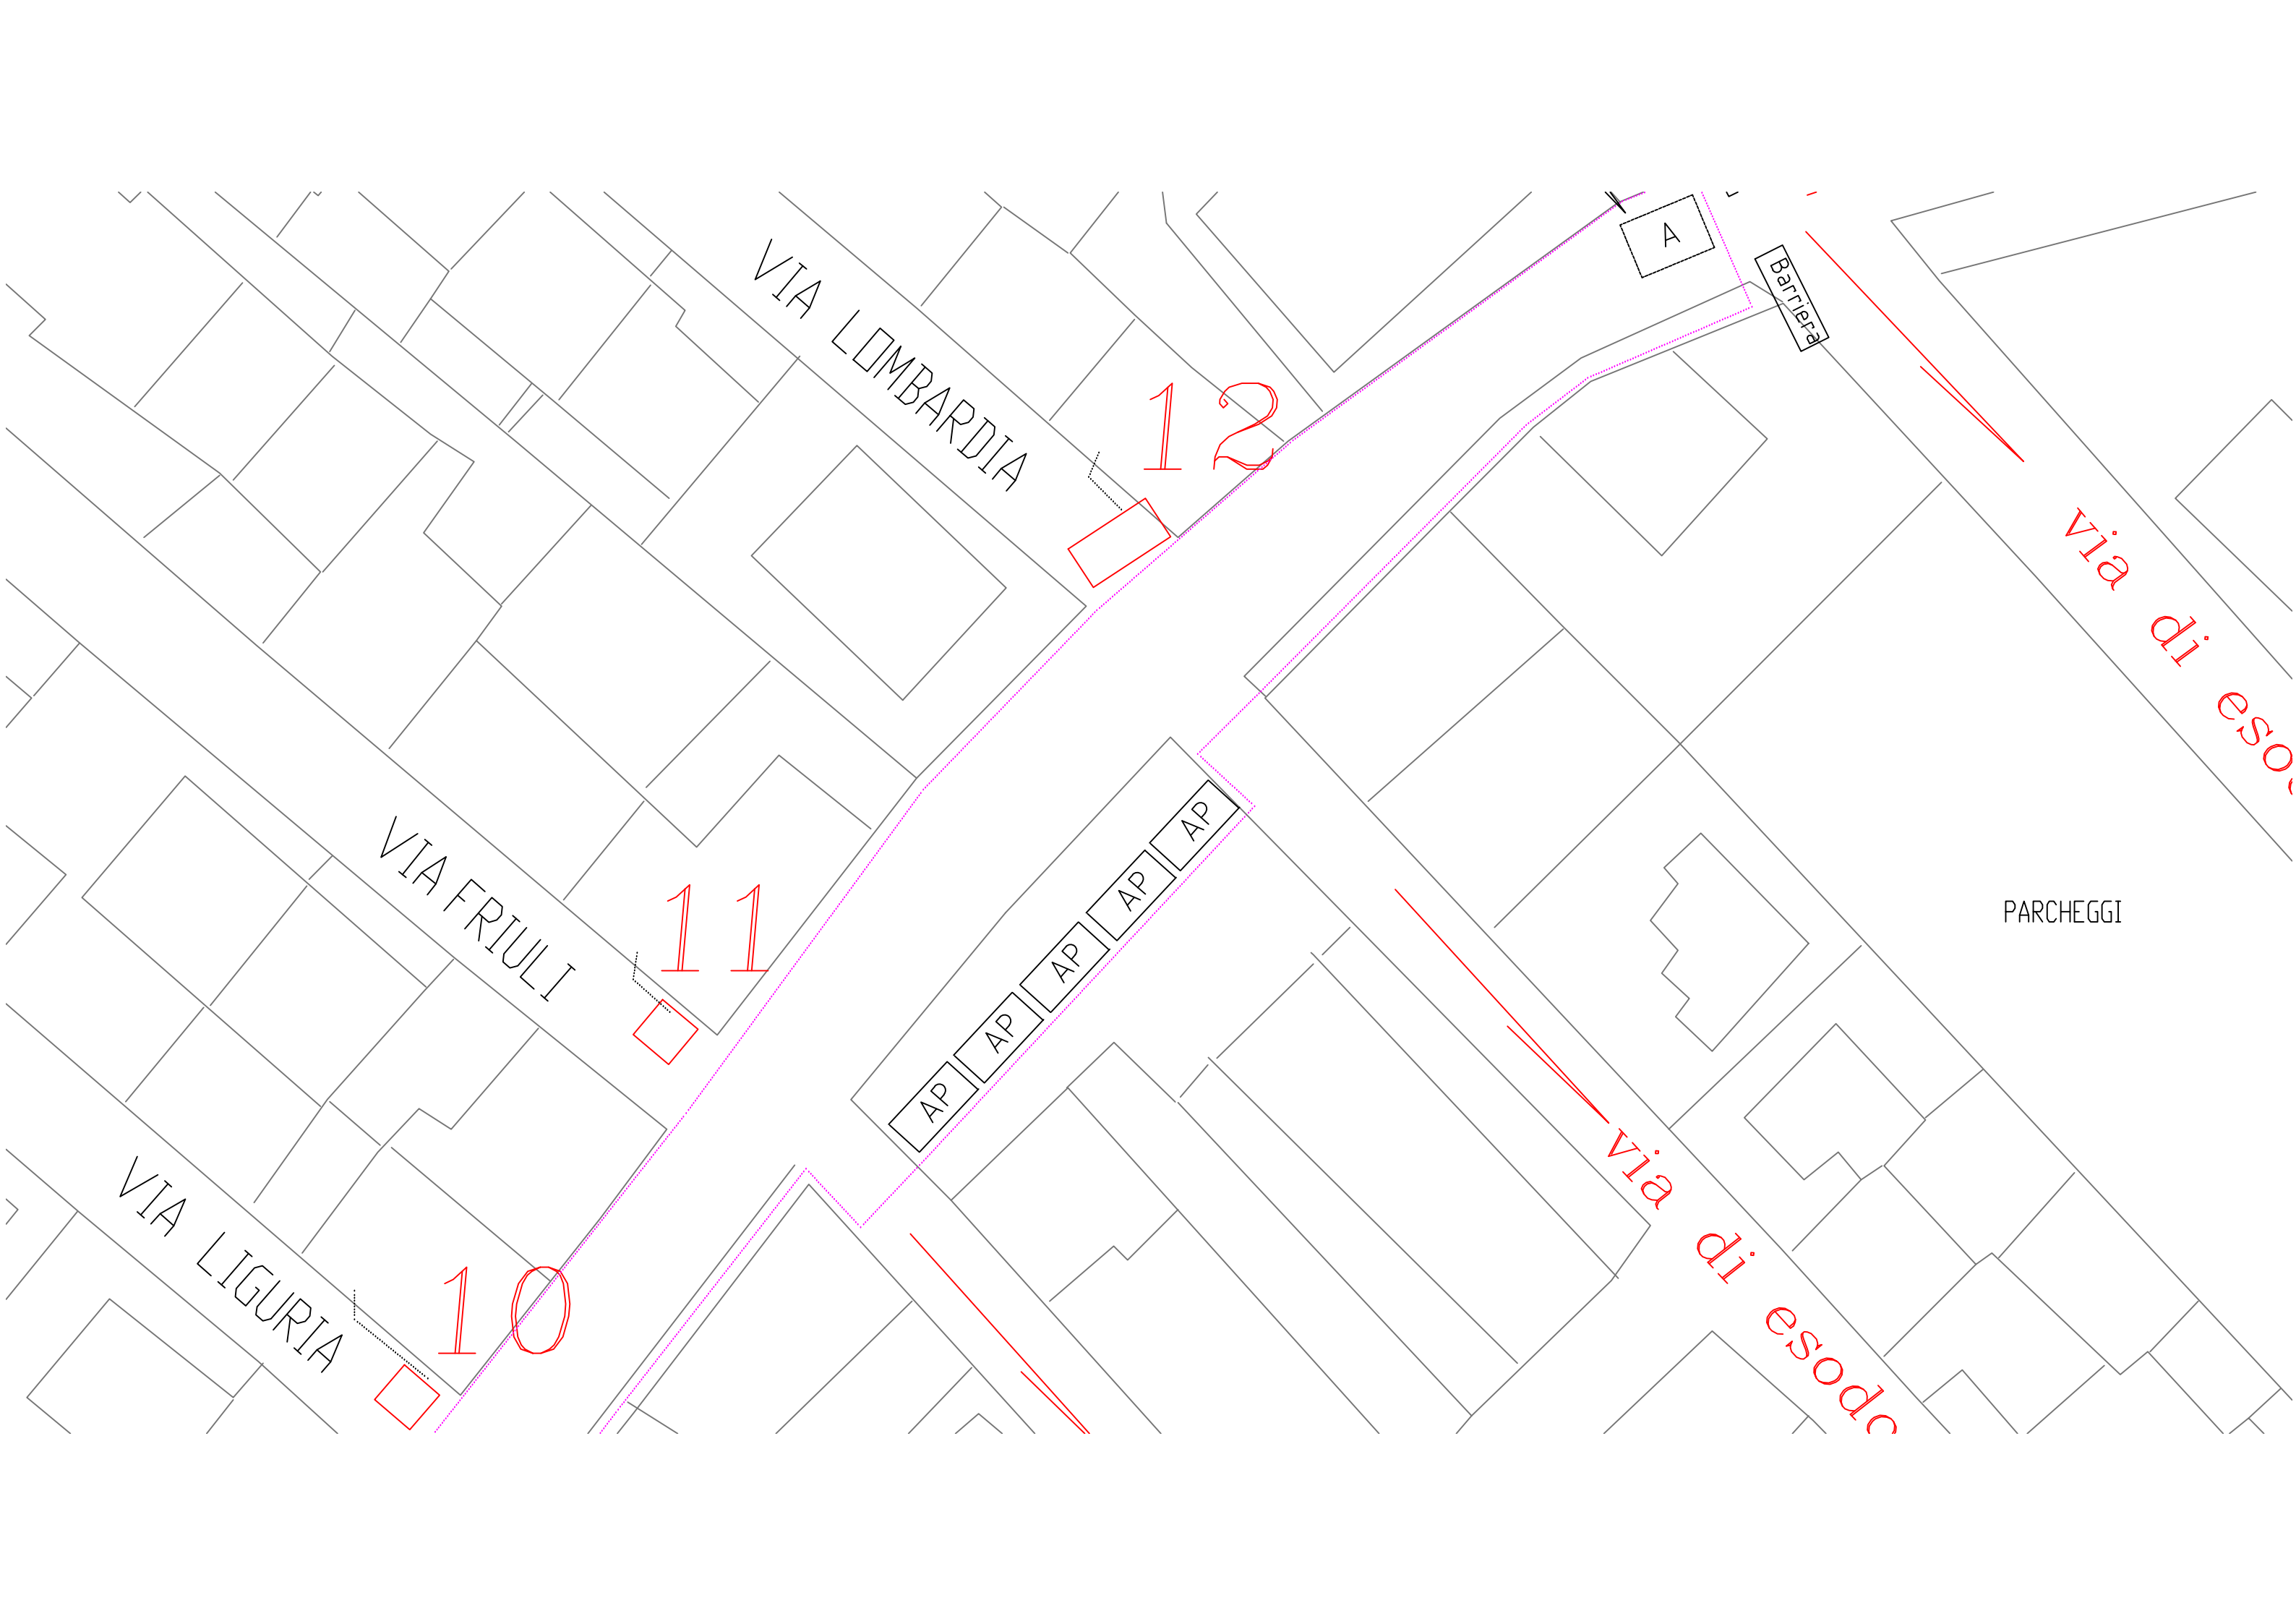 A
Barriera
VIA LOMBARDIA
12
via di esodo
AP
AP
AP
AP
AP
VIA FRIULI
11
PARCHEGGI
via di esodo
VIA LIGURIA
10